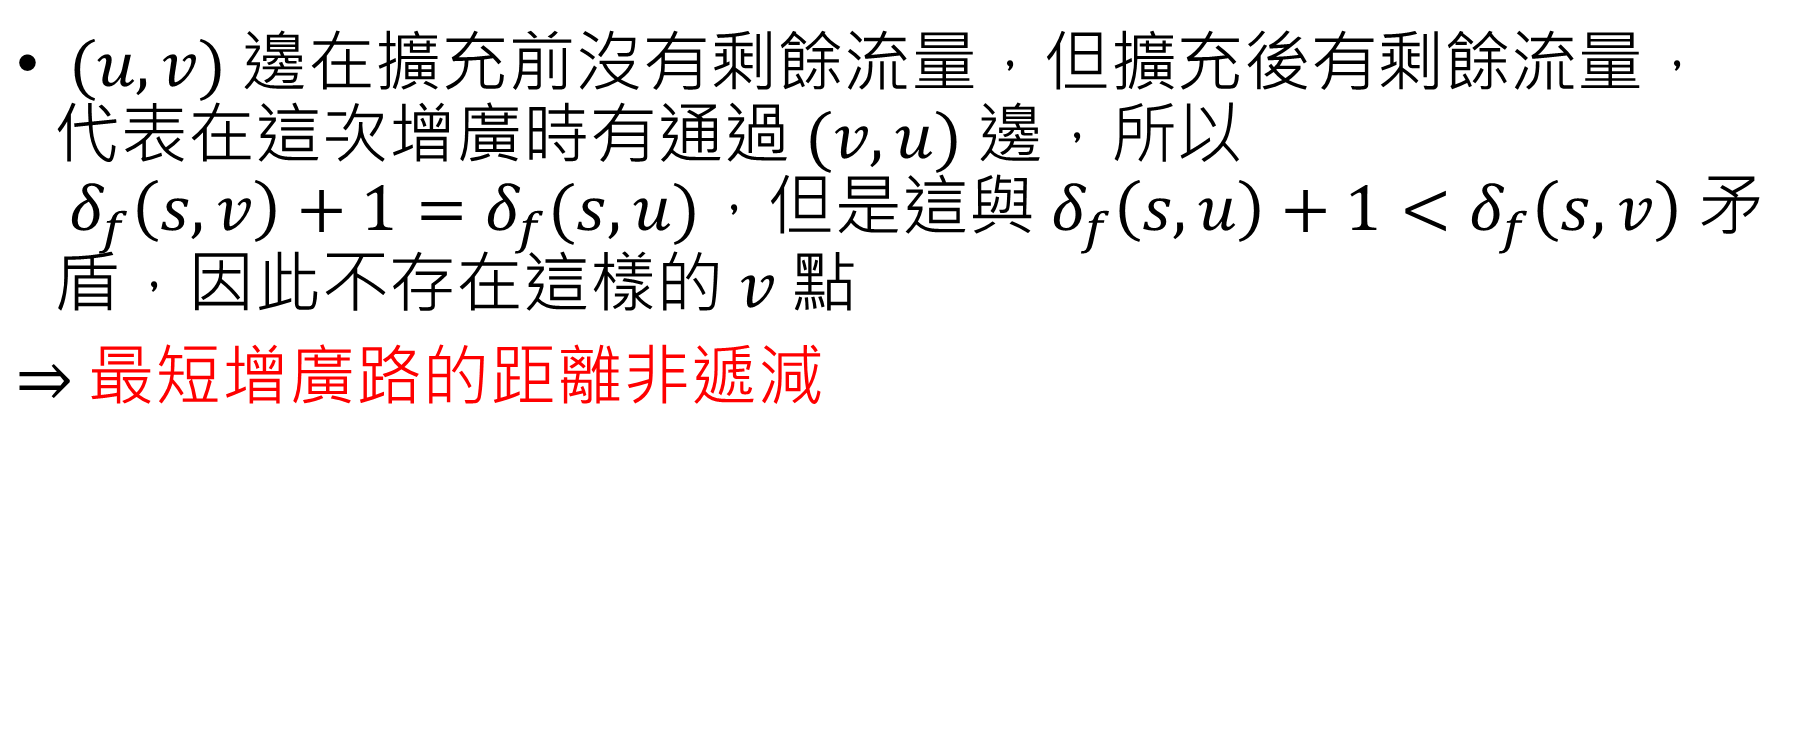 • (u, v) 邊在擴充前沒有剩餘流量，但擴充後有剩餘流量，
代表在這次增廣時有通過 (v, u) 邊，所以
δ_f(s, v) + 1 = δ_f(s, u)，但是這與 δ_f(s, u) + 1 < δ_f(s, v) 矛
盾，因此不存在這樣的 v 點
⇒ 最短增廣路的距離非遞減